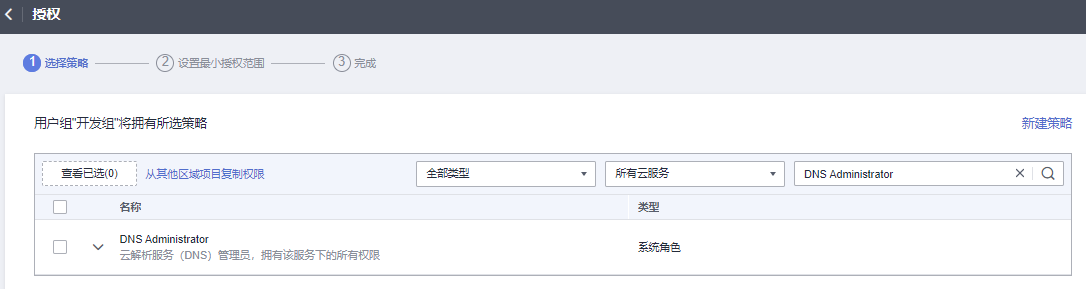 授权
1 选择策略 2 设置最小授权范围 3 完成
用户组"开发组"将拥有所选策略 新建策略
查看已选(0) 从其他区域项目复制权限 全部类型 所有云服务 DNS Administrator
名称 类型
DNS Administrator
云解析服务（DNS）管理员，拥有该服务下的所有权限 系统角色